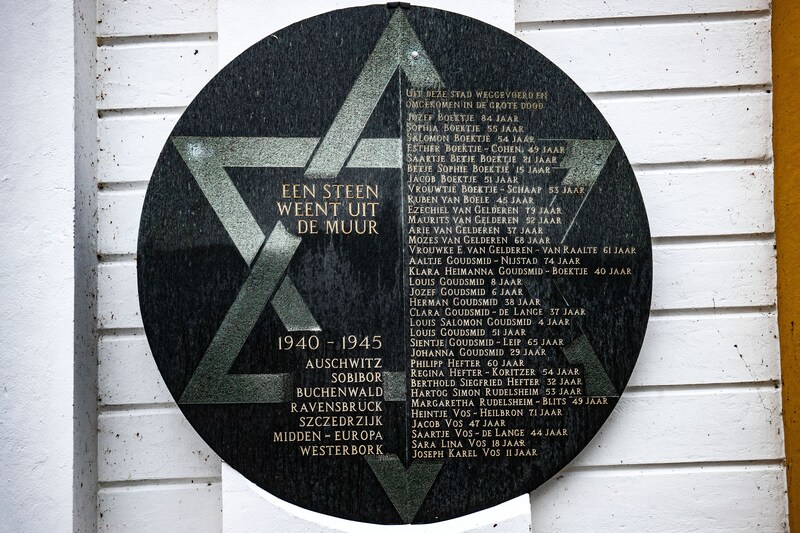 EEN STEEN
WEENT UIT
DE MUUR
1940 - 1945
AUSCHWITZ
SOBIBOR
BUCHENWALD
RAVENSBRUCK
SZCZEDRZIJK
MIDDEN - EUROPA
WESTERBORK
UIT DEZE STAD WEGGEVOERD EN
OMGEKOMEN IN DE GROTE DOOD
JOZEF BOEKTJE 84 JAAR
SOPHIA BOEKTJE 55 JAAR
SALOMON BOEKTJE 54 JAAR
ESTHER BOEKTJE - COHEN 49 JAAR
SAARTJE BETJE BOEKTJE 21 JAAR
BETJE SOPHIE BOEKTJE 15 JAAR
JACOB BOEKTJE 51 JAAR
VROUWTJE BOEKTJE - SCHAAP 53 JAAR
RUBEN VAN BOELE 45 JAAR
EZECHIEL VAN GELDEREN 79 JAAR
MAURITS VAN GELDEREN 52 JAAR
ARIE VAN GELDEREN 37 JAAR
MOZES VAN GELDEREN 68 JAAR
VROUWKE E. VAN GELDEREN - VAN RAALTE 61 JAAR
AALTJE GOUDSMID - NIJSTAD 74 JAAR
KLARA HEIMANNA GOUDSMID - BOEKTJE 40 JAAR
LOUIS GOUDSMID 8 JAAR
JOZEF GOUDSMID 6 JAAR
HERMAN GOUDSMID 38 JAAR
CLARA GOUDSMID - DE LANGE 37 JAAR
LOUIS SALOMON GOUDSMID 4 JAAR
LOUIS GOUDSMID 51 JAAR
SIENTJE GOUDSMID - LEIP 65 JAAR
JOHANNA GOUDSMID 29 JAAR
PHILIPP HEFTER 60 JAAR
REGINA HEFTER - KORITZER 54 JAAR
BERTHOLD SIEGFRIED HEFTER 32 JAAR
HARTOG SIMON RUDELSHEIM 53 JAAR
MARGARETHA RUDELSHEIM - BLITS 49 JAAR
HEINTJE VOS - HEILBRON 71 JAAR
JACOB VOS 47 JAAR
SAARTJE VOS - DE LANGE 44 JAAR
SARA LINA VOS 18 JAAR
JOSEPH KAREL VOS 11 JAAR